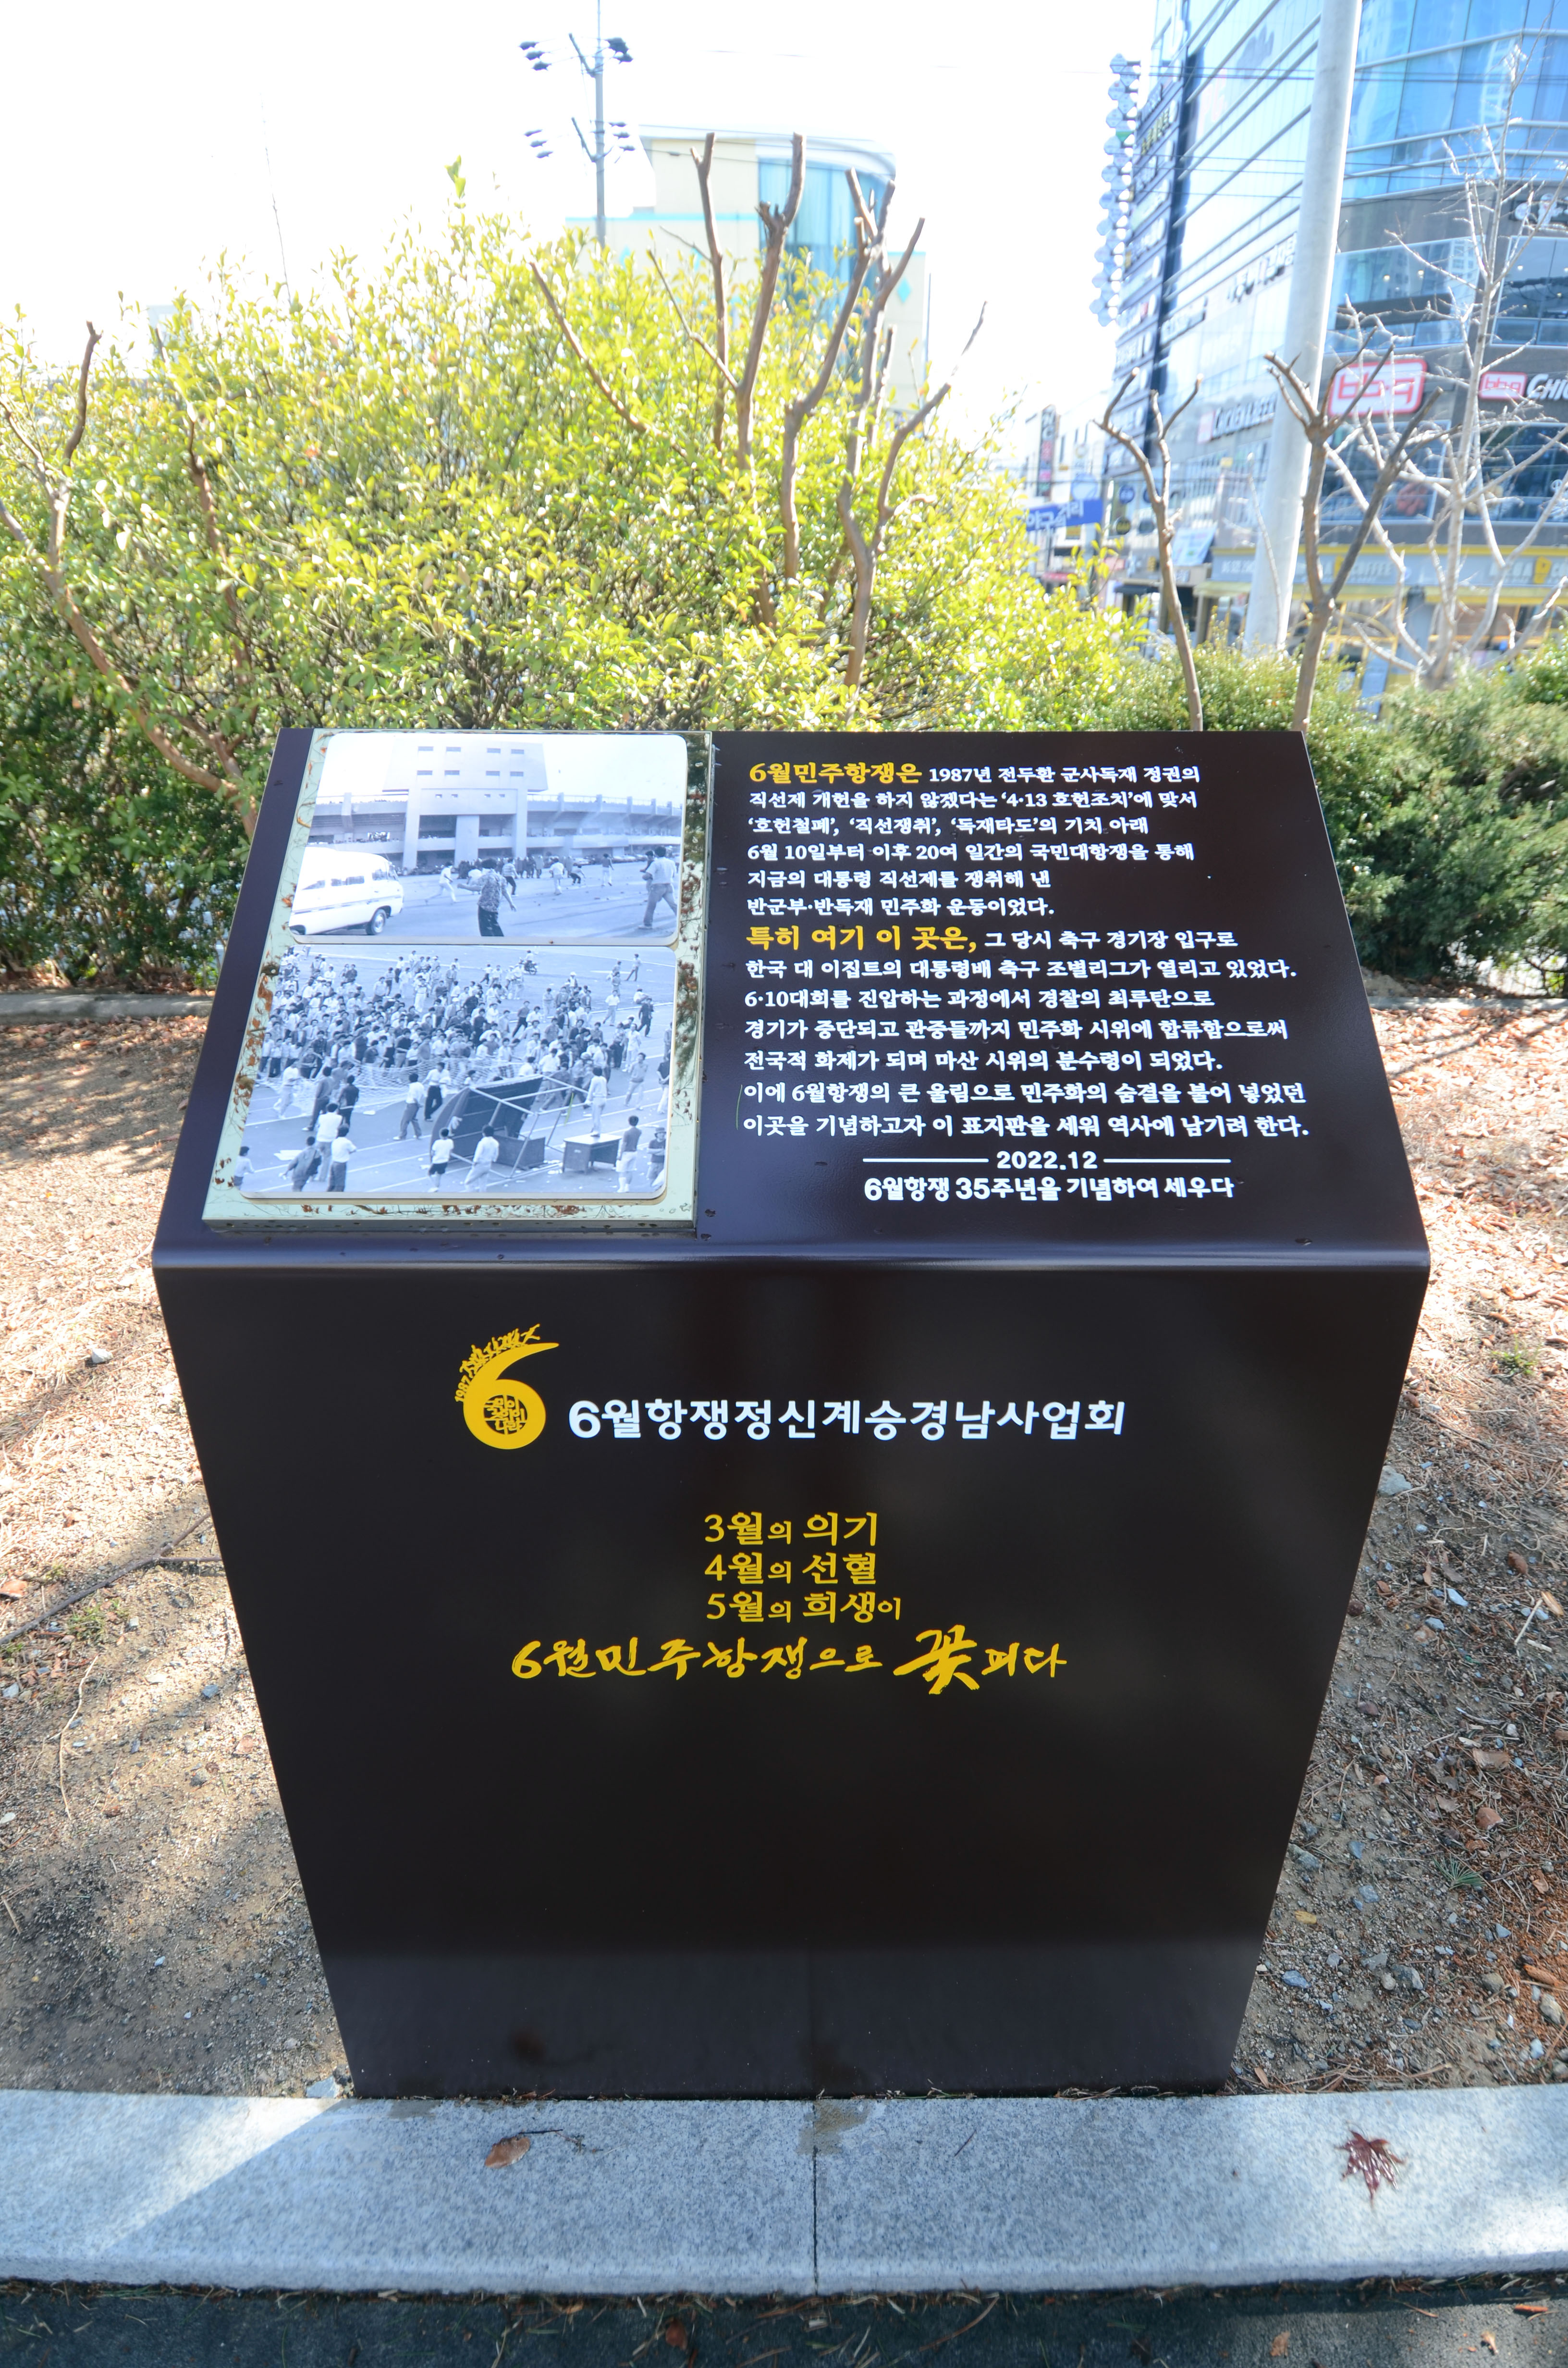 bbq
bbq CHI
6월민주항쟁은 1987년 전두환 군사독재 정권의
직선제 개헌을 하지 않겠다는 ‘4·13 호헌조치’에 맞서
‘호헌철폐’, ‘직선쟁취’, ‘독재타도’의 기치 아래
6월 10일부터 이후 20여 일간의 국민대항쟁을 통해
지금의 대통령 직선제를 쟁취해 낸
반군부·반독재 민주화 운동이었다.
특히 여기 이 곳은, 그 당시 축구 경기장 입구로
한국 대 이집트의 대통령배 축구 조별리그가 열리고 있었다.
6·10대회를 진압하는 과정에서 경찰의 최루탄으로
경기가 중단되고 관중들까지 민주화 시위에 합류함으로써
전국적 화제가 되며 마산 시위의 분수령이 되었다.
이에 6월항쟁의 큰 울림으로 민주화의 숨결을 불어 넣었던
이곳을 기념하고자 이 표지판을 세워 역사에 남기려 한다.
2022.12
6월항쟁 35주년을 기념하여 세우다
1987
6월항쟁정신계승경남사업회
3월의 의기
4월의 선혈
5월의 희생이
6월민주항쟁으로 꽃피다